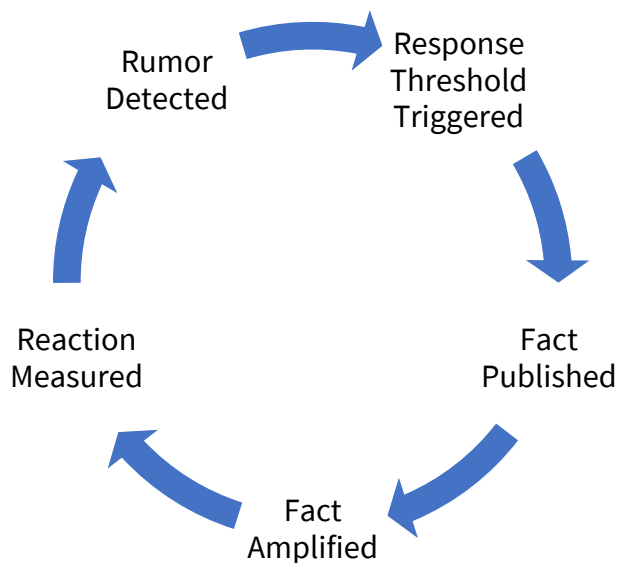 Rumor
Detected
Response
Threshold
Triggered
Fact
Published
Fact
Amplified
Reaction
Measured